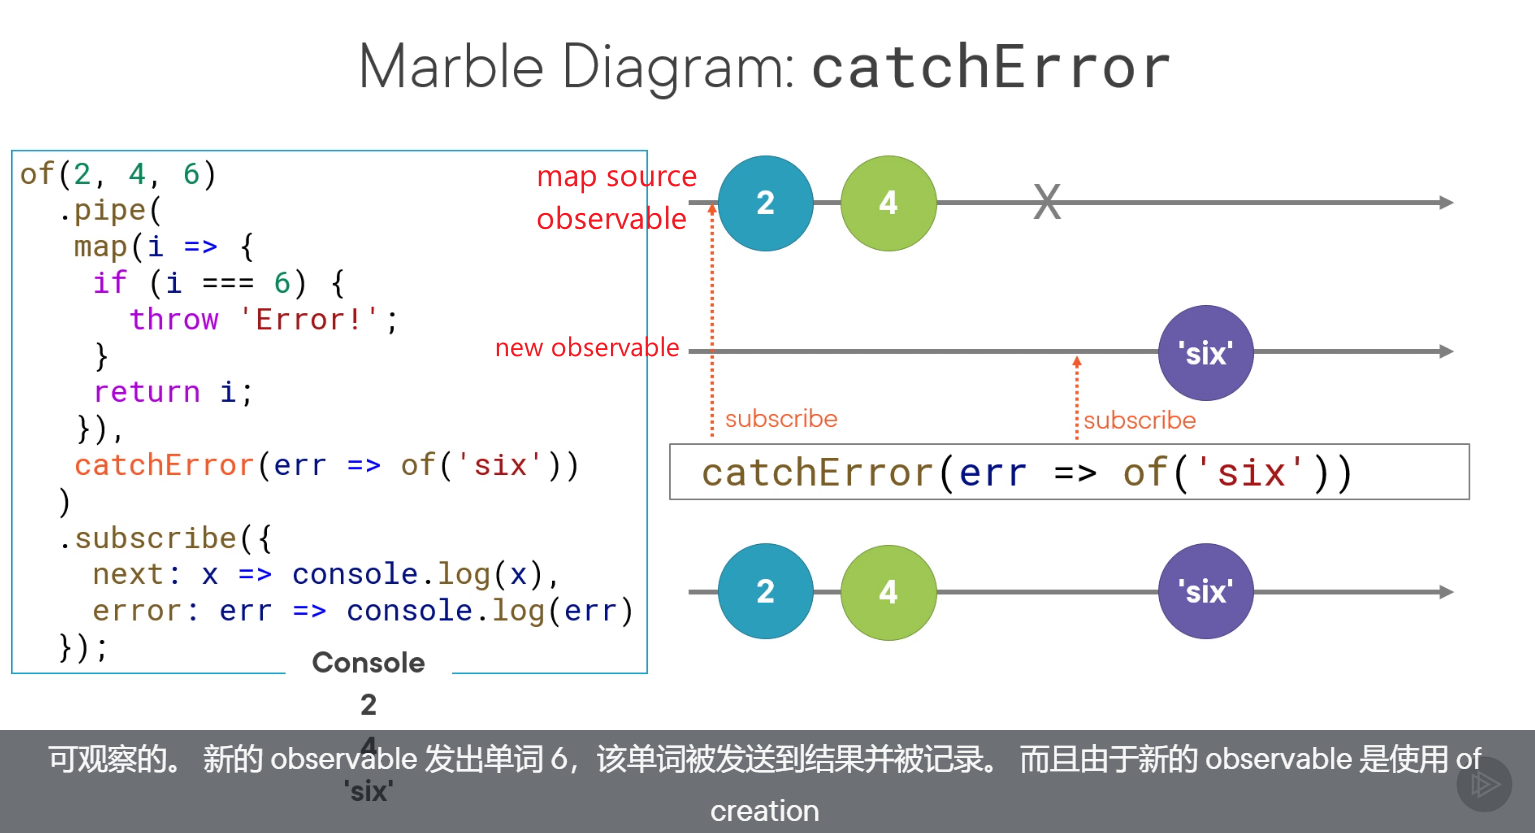 Marble Diagram: catchError
of(2, 4, 6)
.pipe(
map(i => {
if (i === 6) {
throw 'Error!';
}
return i;
}),
catchError(err => of('six'))
)
.subscribe({
next: x => console.log(x),
error: err => console.log(err)
});
Console
2
4
'six'
map source
observable
2
4
X
new observable
'six'
subscribe
subscribe
catchError(err => of('six'))
2
4
'six'
可观察的。 新的 observable 发出单词 6，该单词被发送到结果并被记录。 而且由于新的 observable 是使用 of
creation